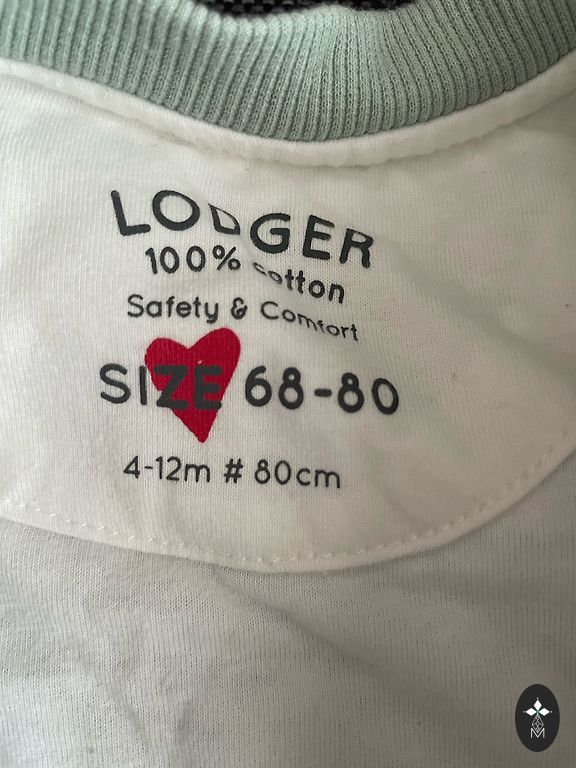 LODGER
100% cotton
Safety & Comfort
SIZE 68-80
4-12m # 80cm
M